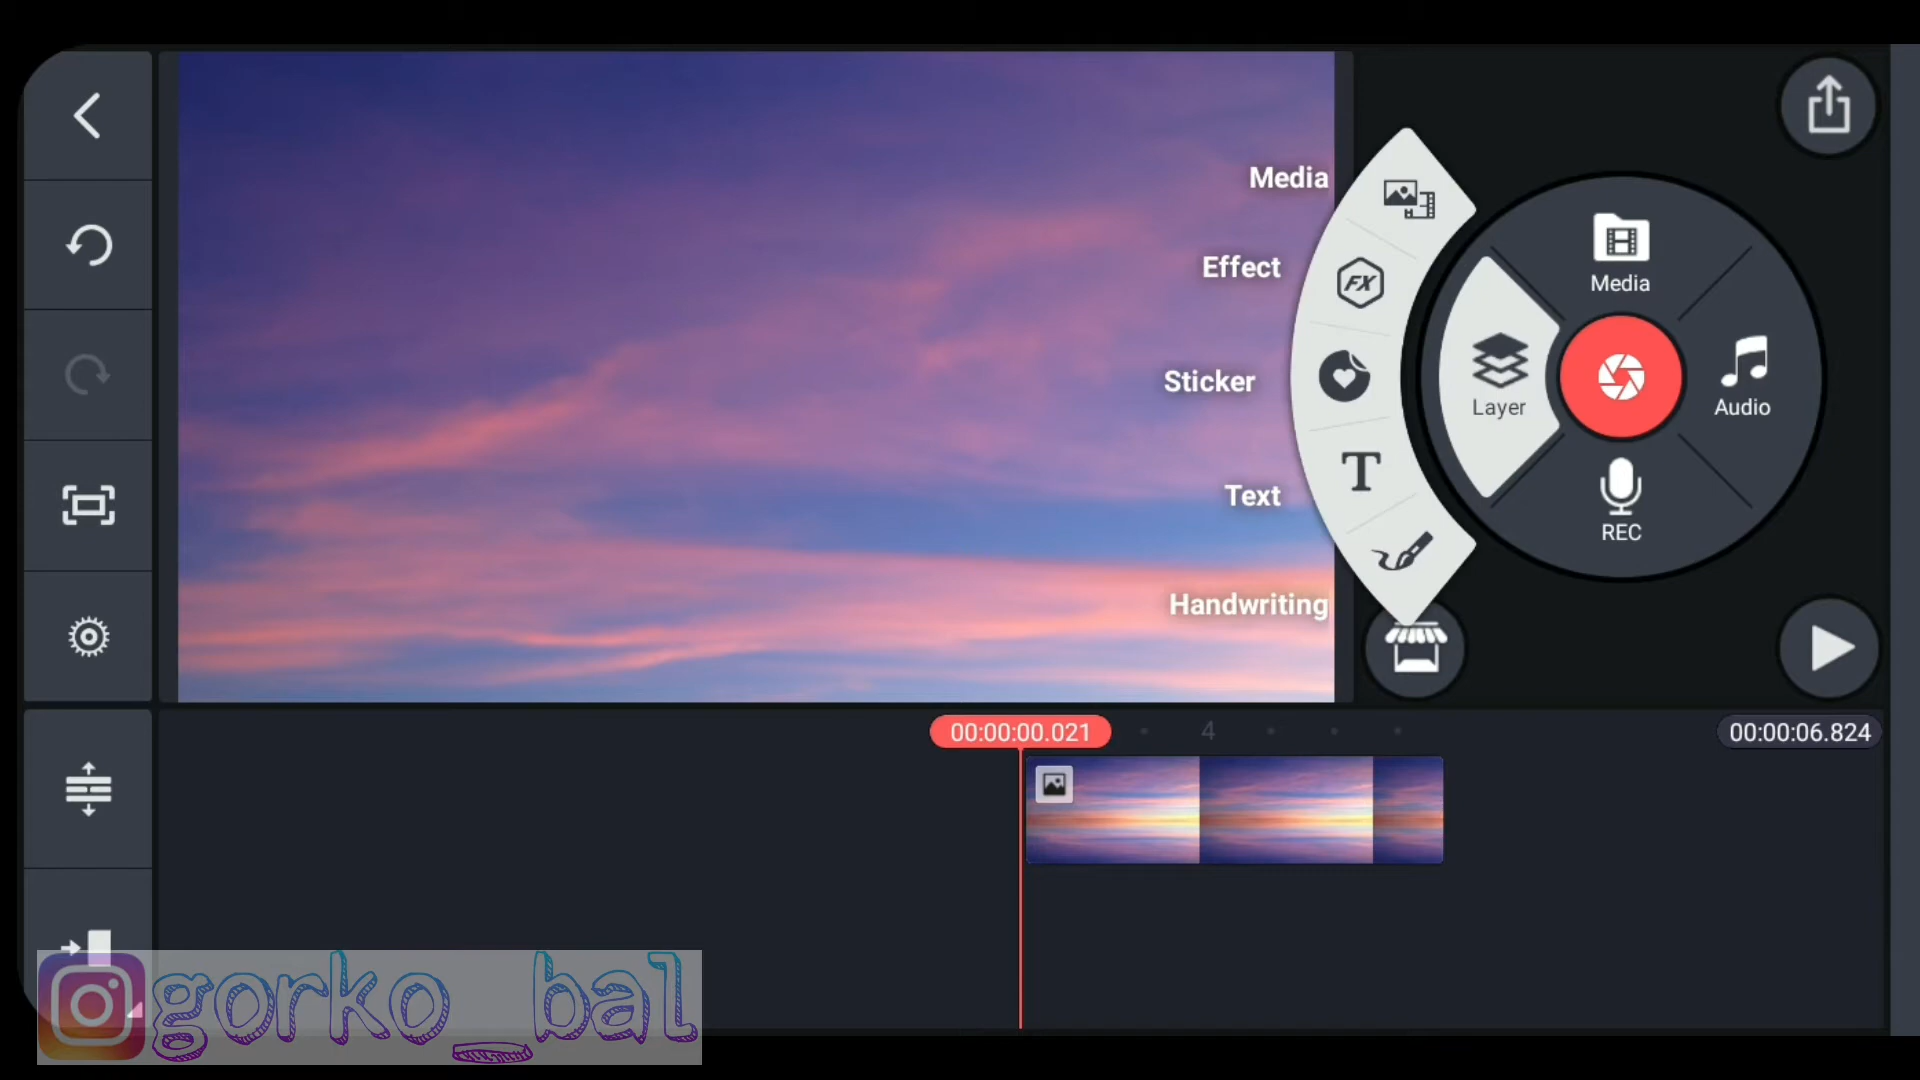 Media
Effect
Sticker
Text
Handwriting
FX
T
Media
Layer
Audio
REC
00:00:00.021
4
00:00:06.824
gorko_bal